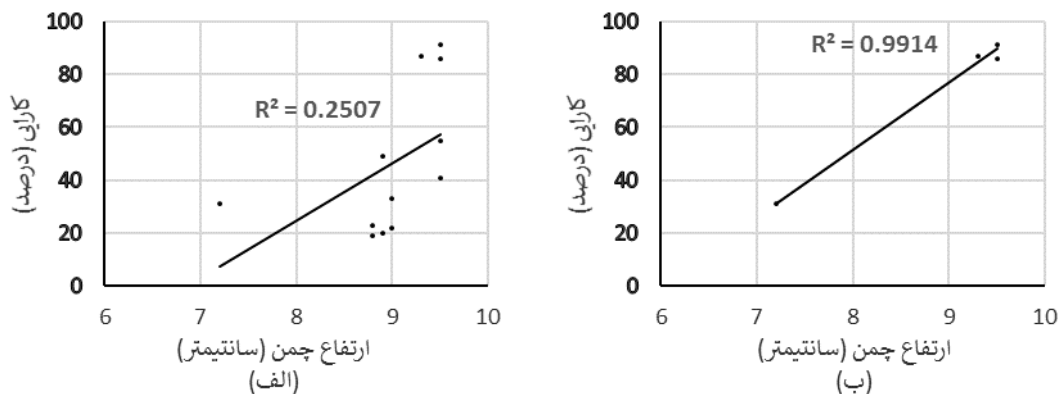 100
80
60
40
20
0
کارایی (درصد)
R² = 0.2507
6 7 8 9 10
ارتفاع چمن (سانتیمتر)
(الف)
100
80
60
40
20
0
کارایی (درصد)
R² = 0.9914
6 7 8 9 10
ارتفاع چمن (سانتیمتر)
(ب)